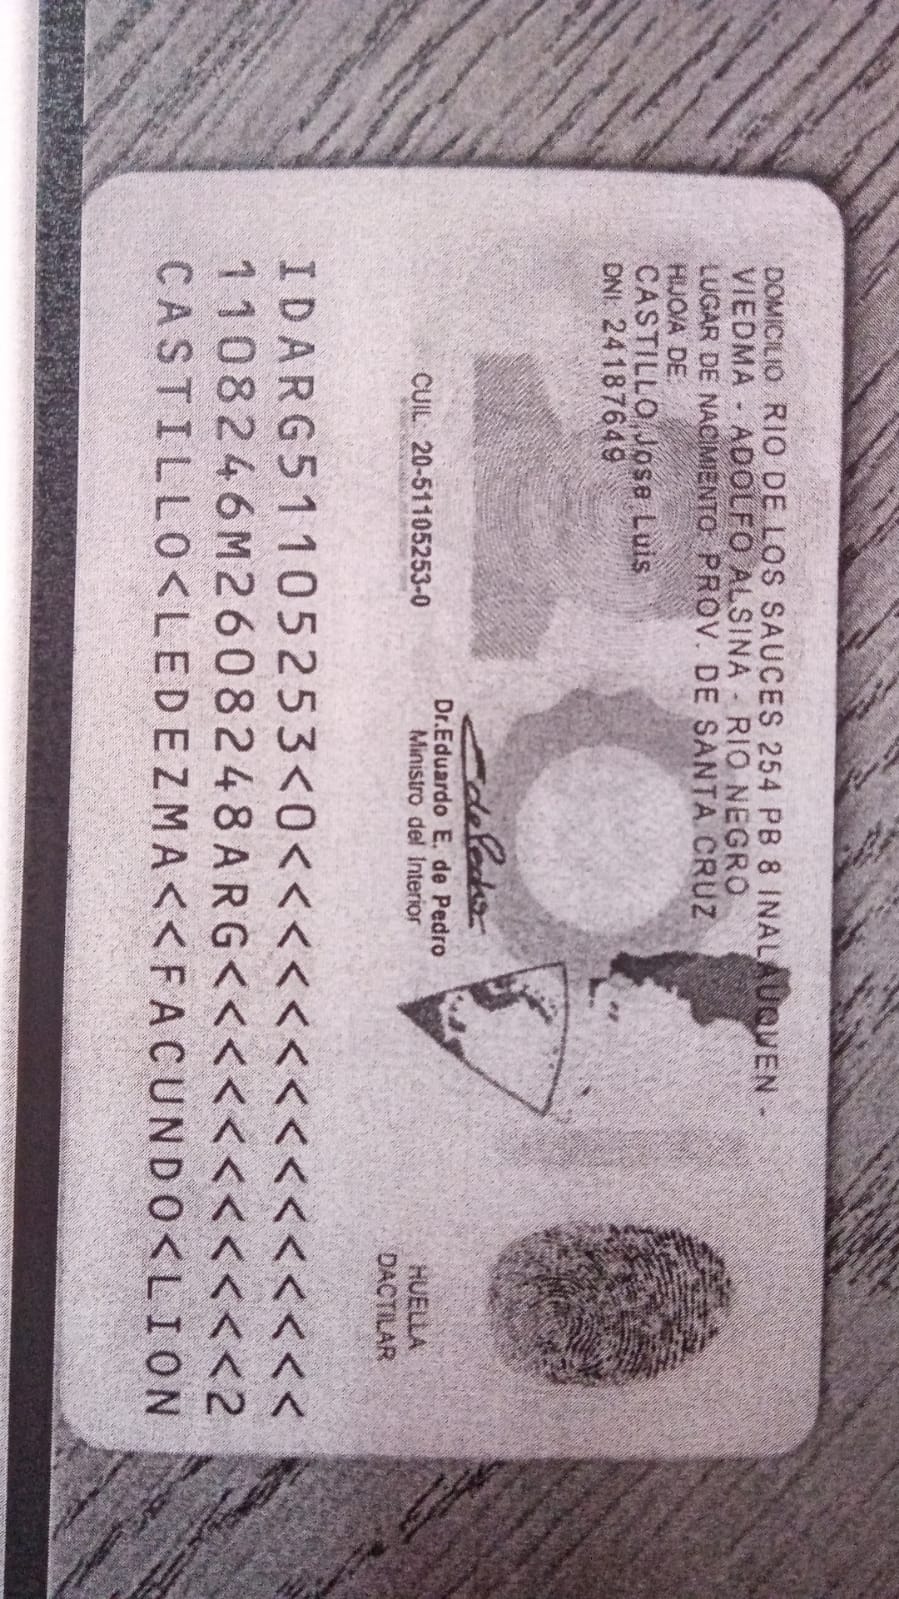 DOMICILIO: RIO DE LOS SAUCES 254 PB 8 INALAUQUEN -
VIEDMA - ADOLFO ALSINA - RIO NEGRO
LUGAR DE NACIMIENTO: PROV. DE SANTA CRUZ
HIJO/A DE:
CASTILLO,Jose Luis
DNI: 24187649
CUIL 20-51105253-0
Dr.Eduardo E. de Pedro
Ministro del Interior
HUELLA
DACTILAR
IDARG51105253<0<<<<<<<<<<<<<<<
1108246M2608248ARG<<<<<<<<<<<2
CASTILLO<LEDEZMA<<FACUNDO<LION